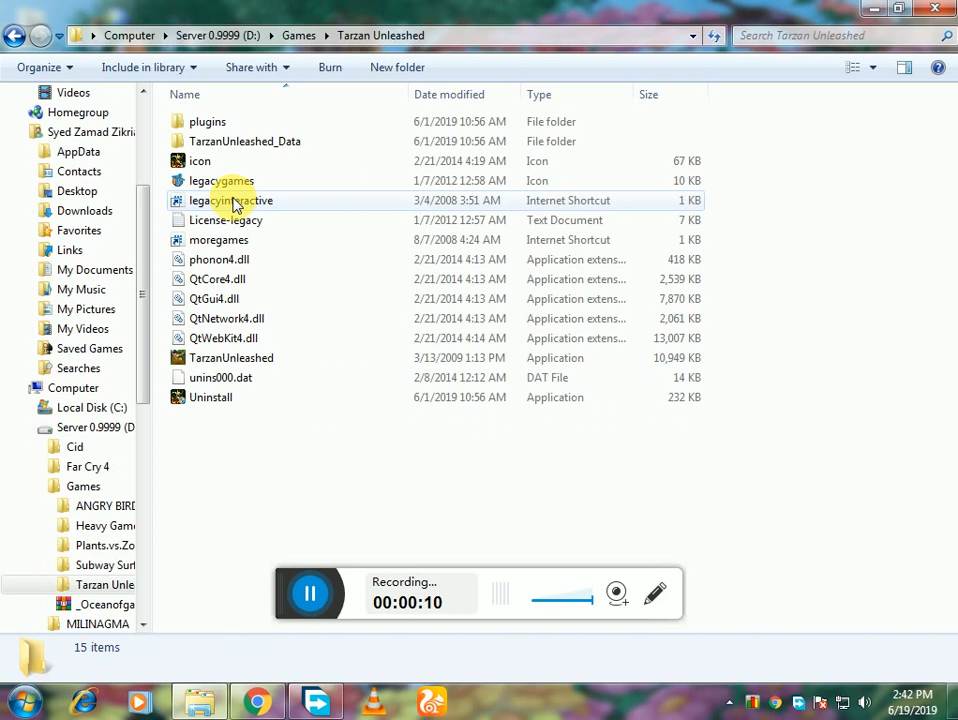 Computer Server 0.9999 (D:) Games Tarzan Unleashed Search Tarzan Unleashed
Organize Include in library Share with Burn New folder
Name Date modified Type Size
Videos
Homegroup
Syed Zamad Zikri
AppData
Contacts
Desktop
Downloads
Favorites
Links
My Documents
My Music
My Pictures
My Videos
Saved Games
Searches
Computer
Local Disk (C:)
Server 0.9999 (D
Cid
Far Cry 4
Games
ANGRY BIRD
Heavy Game
Plants.vs.Zo
Subway Surf
Tarzan Unlea
_Oceanofga
MILINAGMA
plugins 6/1/2019 10:56 AM File folder
TarzanUnleashed_Data 6/1/2019 10:56 AM File folder
icon 2/21/2014 4:19 AM Icon 67 KB
legacygames 1/7/2012 12:58 AM Icon 10 KB
legacyinteractive 3/4/2008 3:51 AM Internet Shortcut 1 KB
License-legacy 1/7/2012 12:57 AM Text Document 7 KB
moregames 8/7/2008 4:24 AM Internet Shortcut 1 KB
phonon4.dll 2/21/2014 4:13 AM Application extens... 418 KB
QtCore4.dll 2/21/2014 4:13 AM Application extens... 2,539 KB
QtGui4.dll 2/21/2014 4:13 AM Application extens... 7,870 KB
QtNetwork4.dll 2/21/2014 4:13 AM Application extens... 2,061 KB
QtWebKit4.dll 2/21/2014 4:14 AM Application extens... 13,007 KB
TarzanUnleashed 3/13/2009 1:13 PM Application 10,949 KB
unins000.dat 2/8/2014 12:12 AM DAT File 14 KB
Uninstall 6/1/2019 10:56 AM Application 232 KB
Recording...
00:00:10
15 items
2:42 PM
6/19/2019